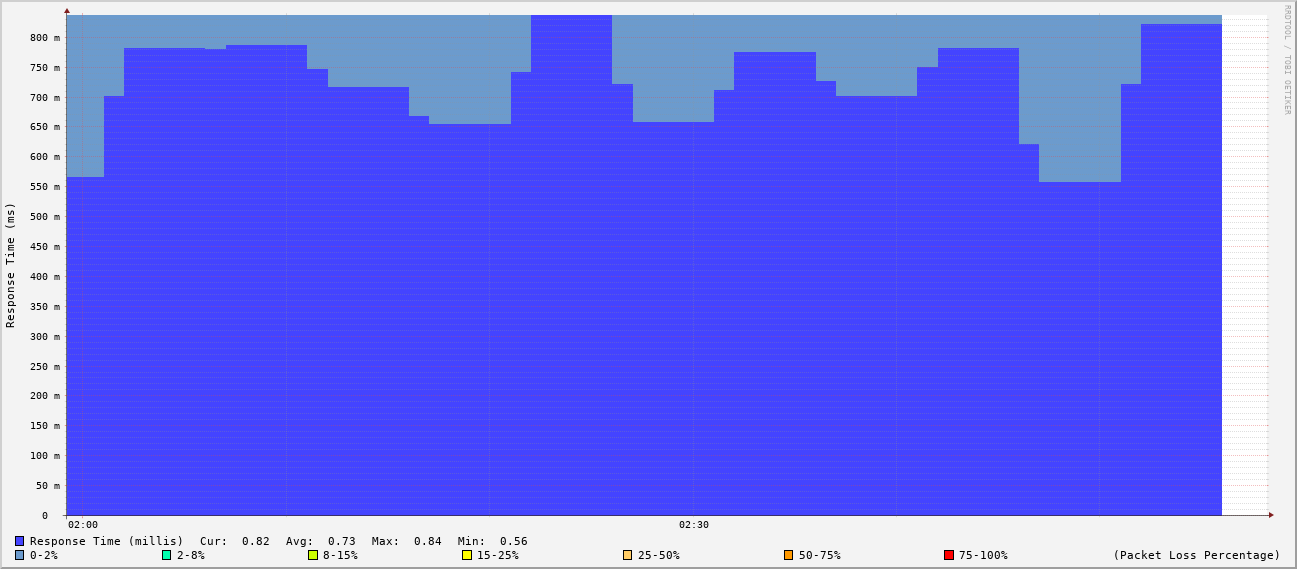 RRDTOOL / TOBI OETIKER
Response Time (ms)
800 m
750 m
700 m
650 m
600 m
550 m
500 m
450 m
400 m
350 m
300 m
250 m
200 m
150 m
100 m
50 m
0
02:00 02:30
Response Time (millis) Cur: 0.82 Avg: 0.73 Max: 0.84 Min: 0.56
0-2% 2-8% 8-15% 15-25% 25-50% 50-75% 75-100% (Packet Loss Percentage)